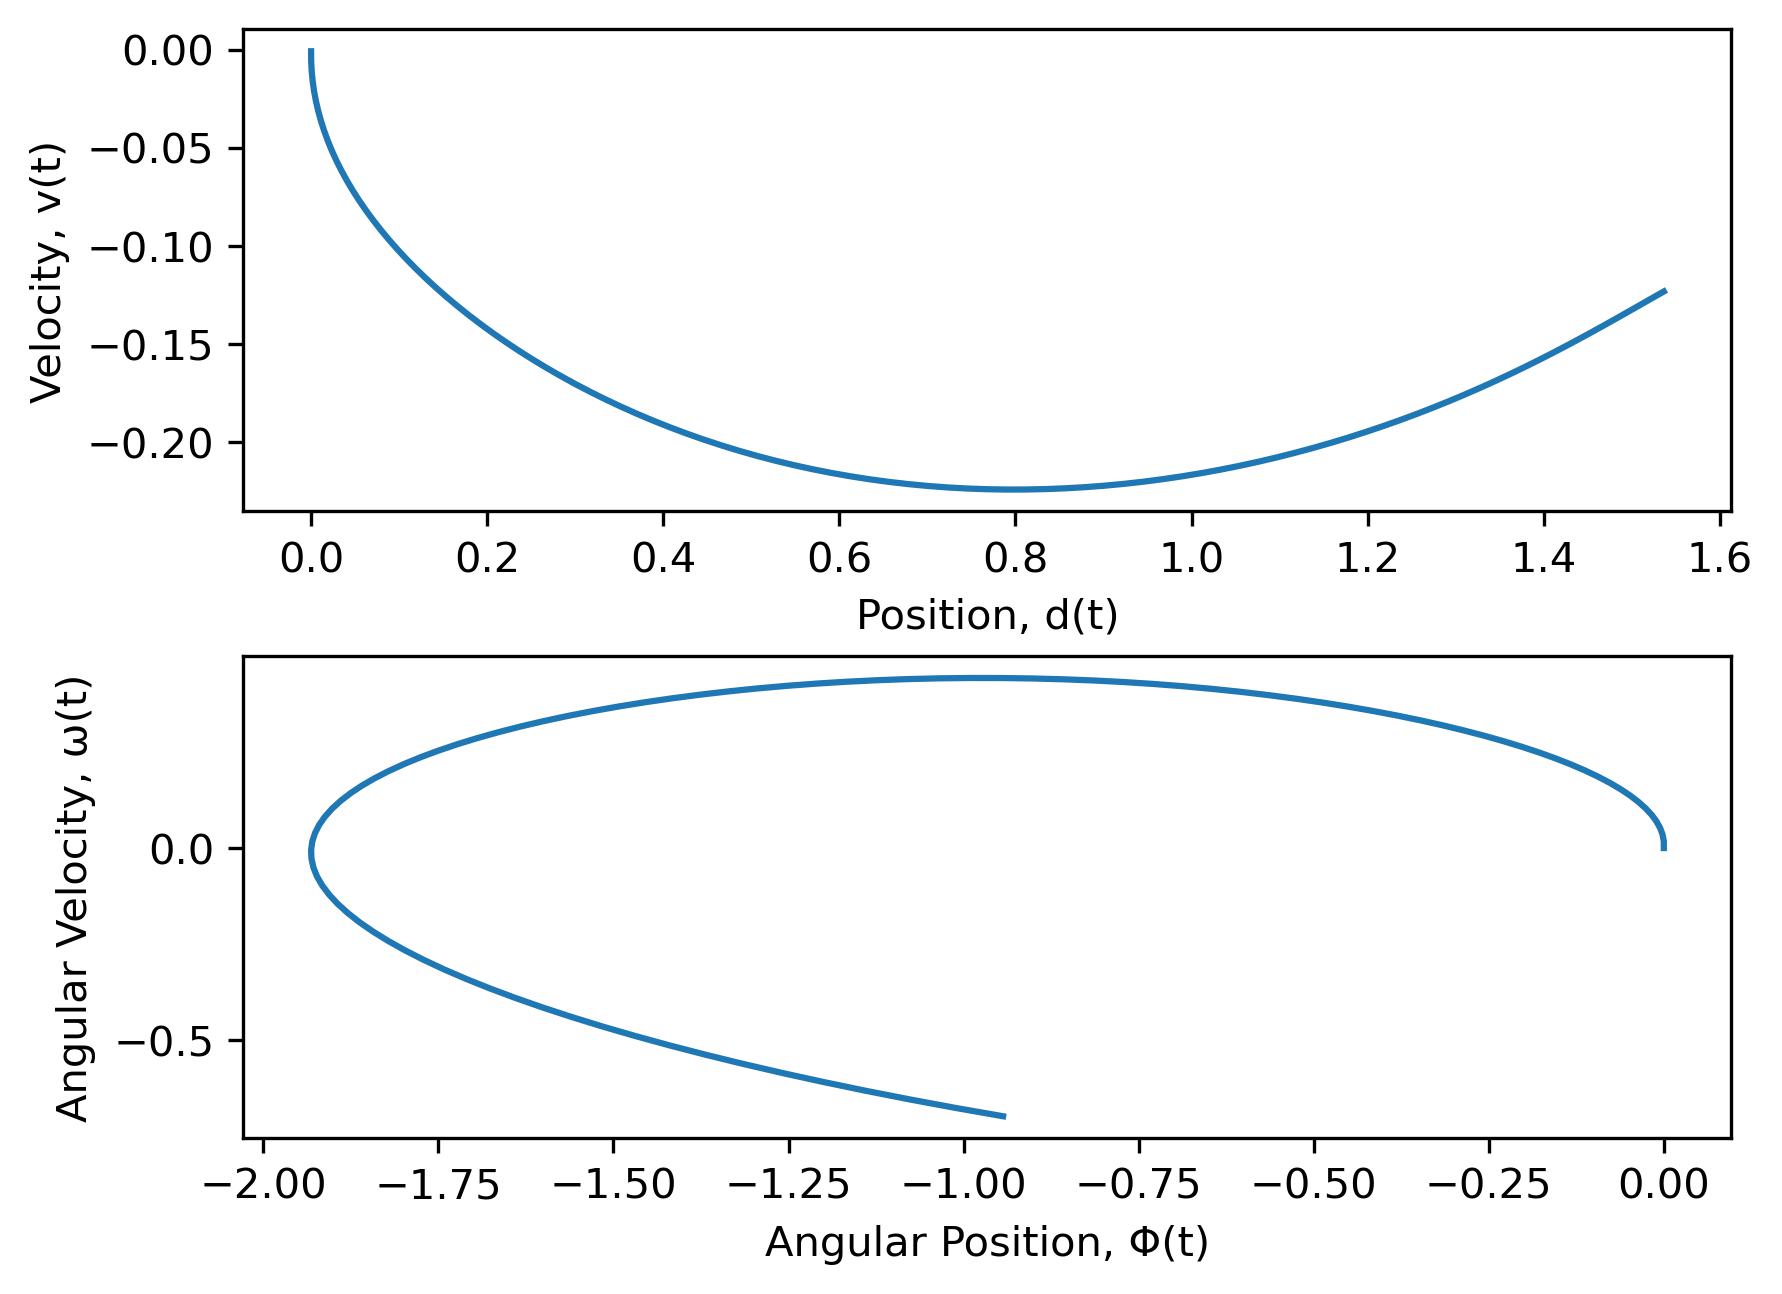 0.00
−0.05
−0.10
−0.15
−0.20
Velocity, v(t)
0.0 0.2 0.4 0.6 0.8 1.0 1.2 1.4 1.6
Position, d(t)
0.0
−0.5
Angular Velocity, ω(t)
−2.00 −1.75 −1.50 −1.25 −1.00 −0.75 −0.50 −0.25 0.00
Angular Position, Φ(t)